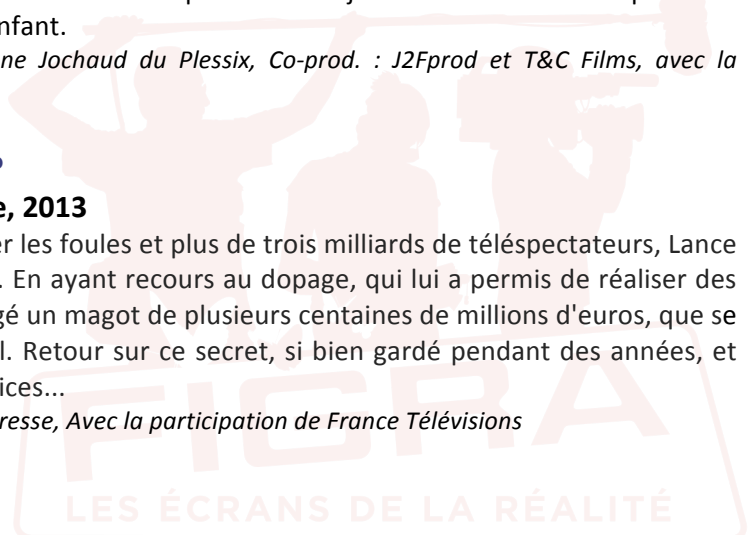 nfant.
ne Jochaud du Plessix, Co-prod. : J2Fprod et T&C Films, avec la
e, 2013
er les foules et plus de trois milliards de téléspectateurs, Lance
. En ayant recours au dopage, qui lui a permis de réaliser des
gé un magot de plusieurs centaines de millions d'euros, que se
l. Retour sur ce secret, si bien gardé pendant des années, et
ices...
resse, Avec la participation de France Télévisions
FIGRA
LES ÉCRANS DE LA RÉALITÉ